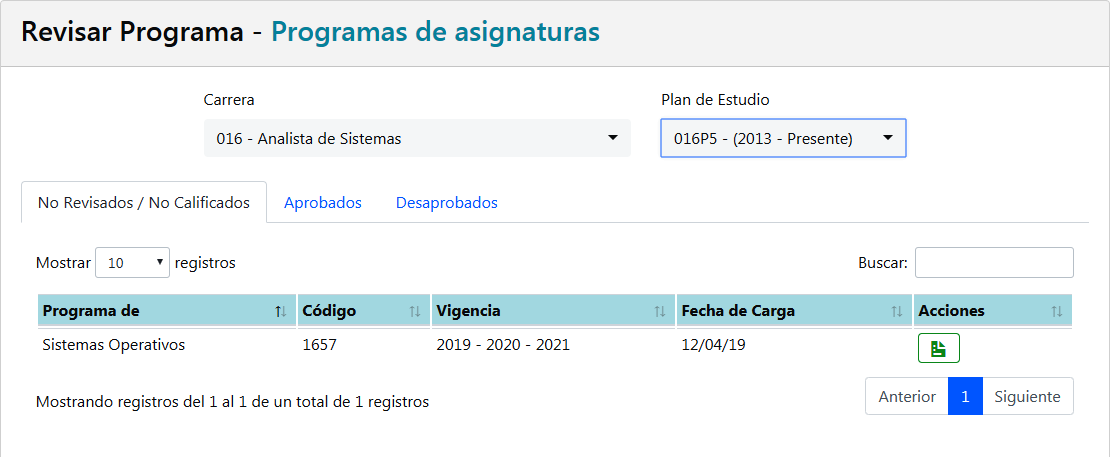 Revisar Programa - Programas de asignaturas
Carrera Plan de Estudio
016 - Analista de Sistemas 016P5 - (2013 - Presente)
No Revisados / No Calificados Aprobados Desaprobados
Mostrar 10 registros Buscar:
Programa de Código Vigencia Fecha de Carga Acciones
Sistemas Operativos 1657 2019 - 2020 - 2021 12/04/19
Mostrando registros del 1 al 1 de un total de 1 registros Anterior 1 Siguiente